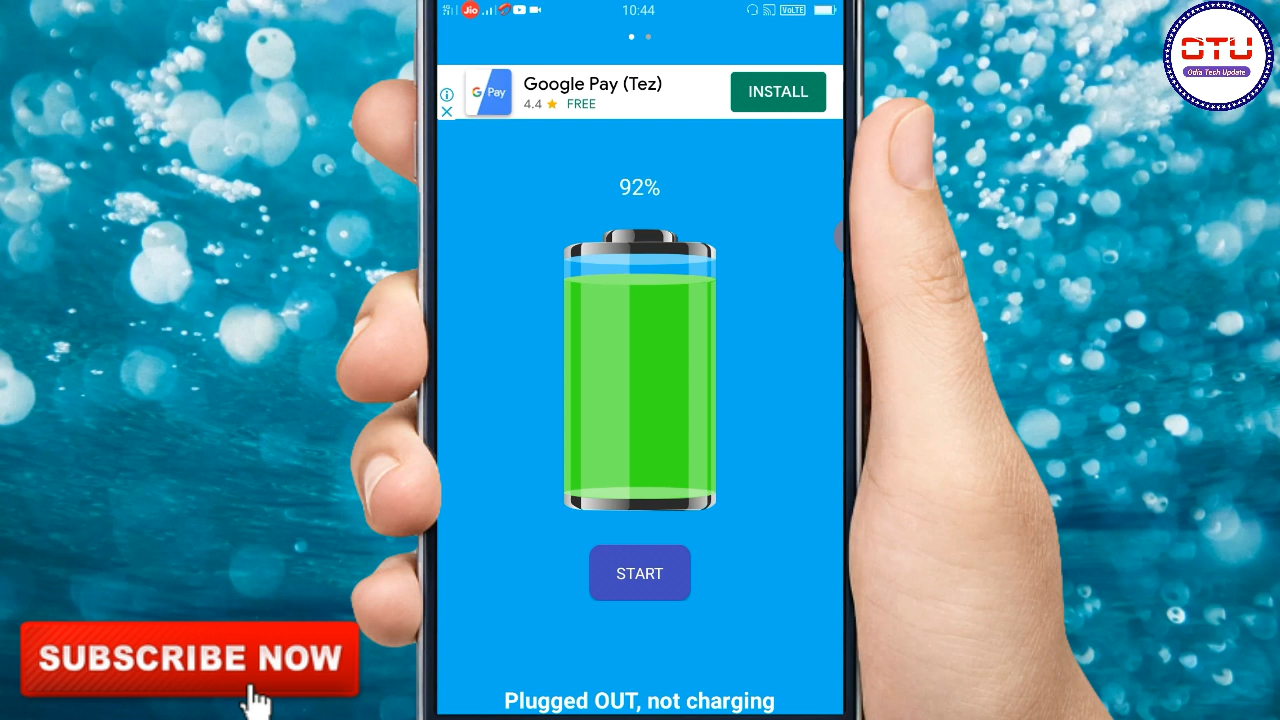 Jio
10:44
VoLTE
OTU
Odia Tech Update
G Pay
Google Pay (Tez)
4.4 ★ FREE
INSTALL
92%
START
SUBSCRIBE NOW
Plugged OUT, not charging